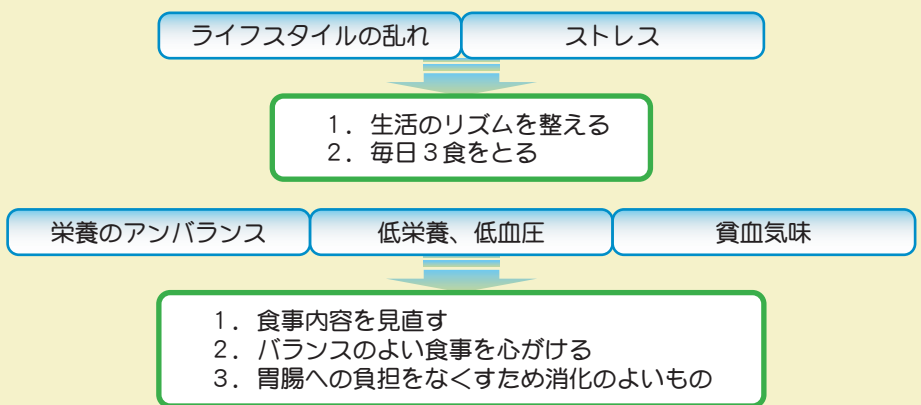 ライフスタイルの乱れ ストレス
1．生活のリズムを整える
2．毎日3食をとる
栄養のアンバランス 低栄養、低血圧 貧血気味
1．食事内容を見直す
2．バランスのよい食事を心がける
3．胃腸への負担をなくすため消化のよいもの